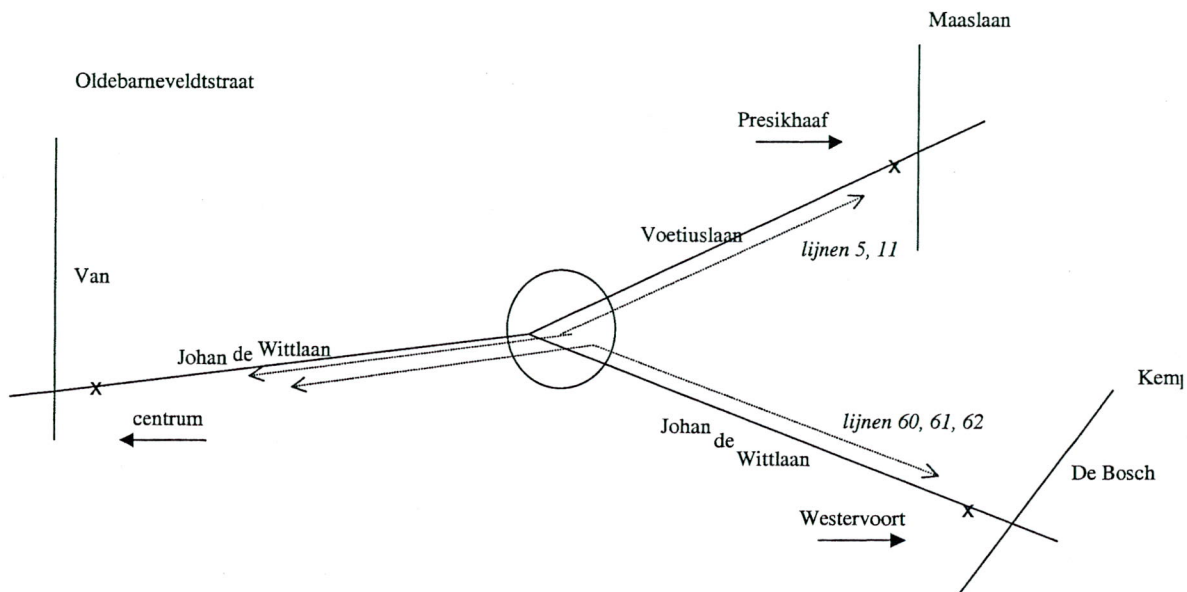 Maaslaan
Oldebarneveldtstraat
Presikhaaf
x
Voetiuslaan
lijnen 5, 11
Van
Johan de Wittlaan
x
centrum
Kemp
lijnen 60, 61, 62
Johan de Wittlaan
De Bosch
Westervoort
x